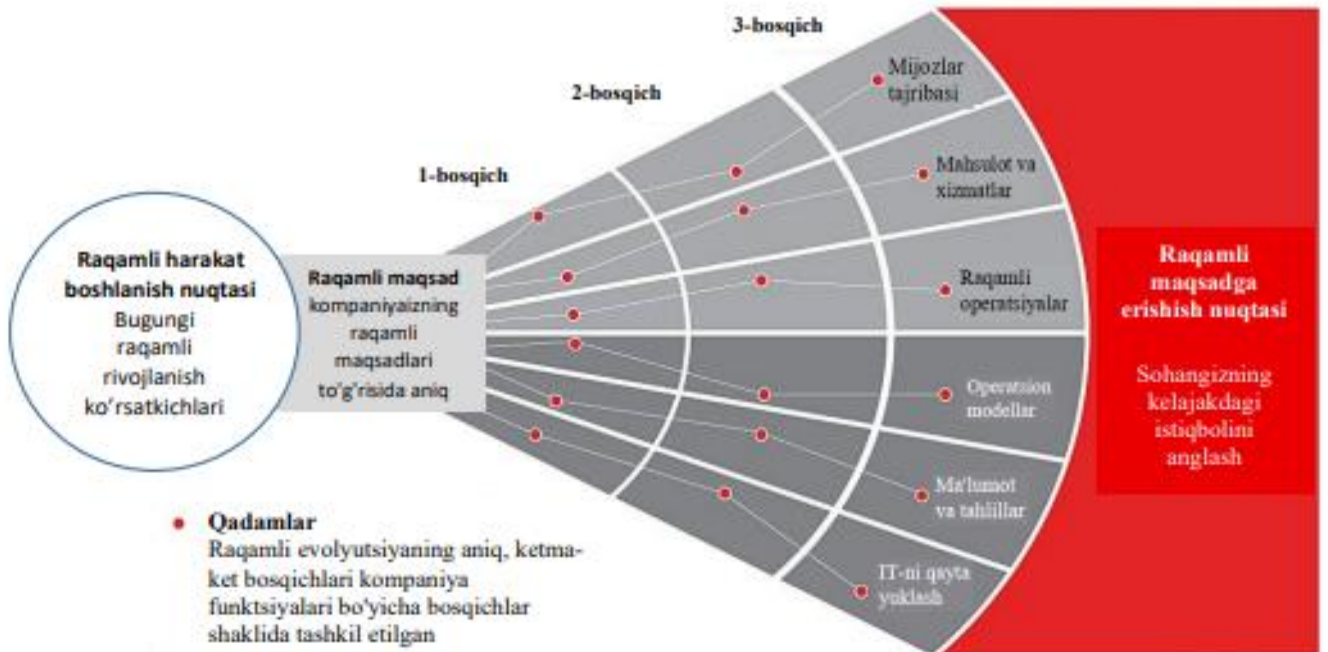 3-bosqich
2-bosqich
1-bosqich
Raqamli harakat
boshlanish nuqtasi
Bugungi
raqamli
rivojlanish
ko'rsatkichlari
Raqamli maqsad
kompaniyaizning
raqamli
maqsadlari
to'g'risida aniq
Mijozlar
tajribasi
Mahsulot va
xizmatlar
Raqamli
operatsiyalar
Operatsion
modellar
Ma'lumot
va tahlillar
IT-ni qayta
yuklash
Raqamli
maqsadga
erishish nuqtasi
Sohangizning
kelajakdagi
istiqbolini
anglash
Qadamlar
Raqamli evolyutsiyaning aniq, ketma-
ket bosqichlari kompaniya
funktsiyalari bo'yicha bosqichlar
shaklida tashkil etilgan